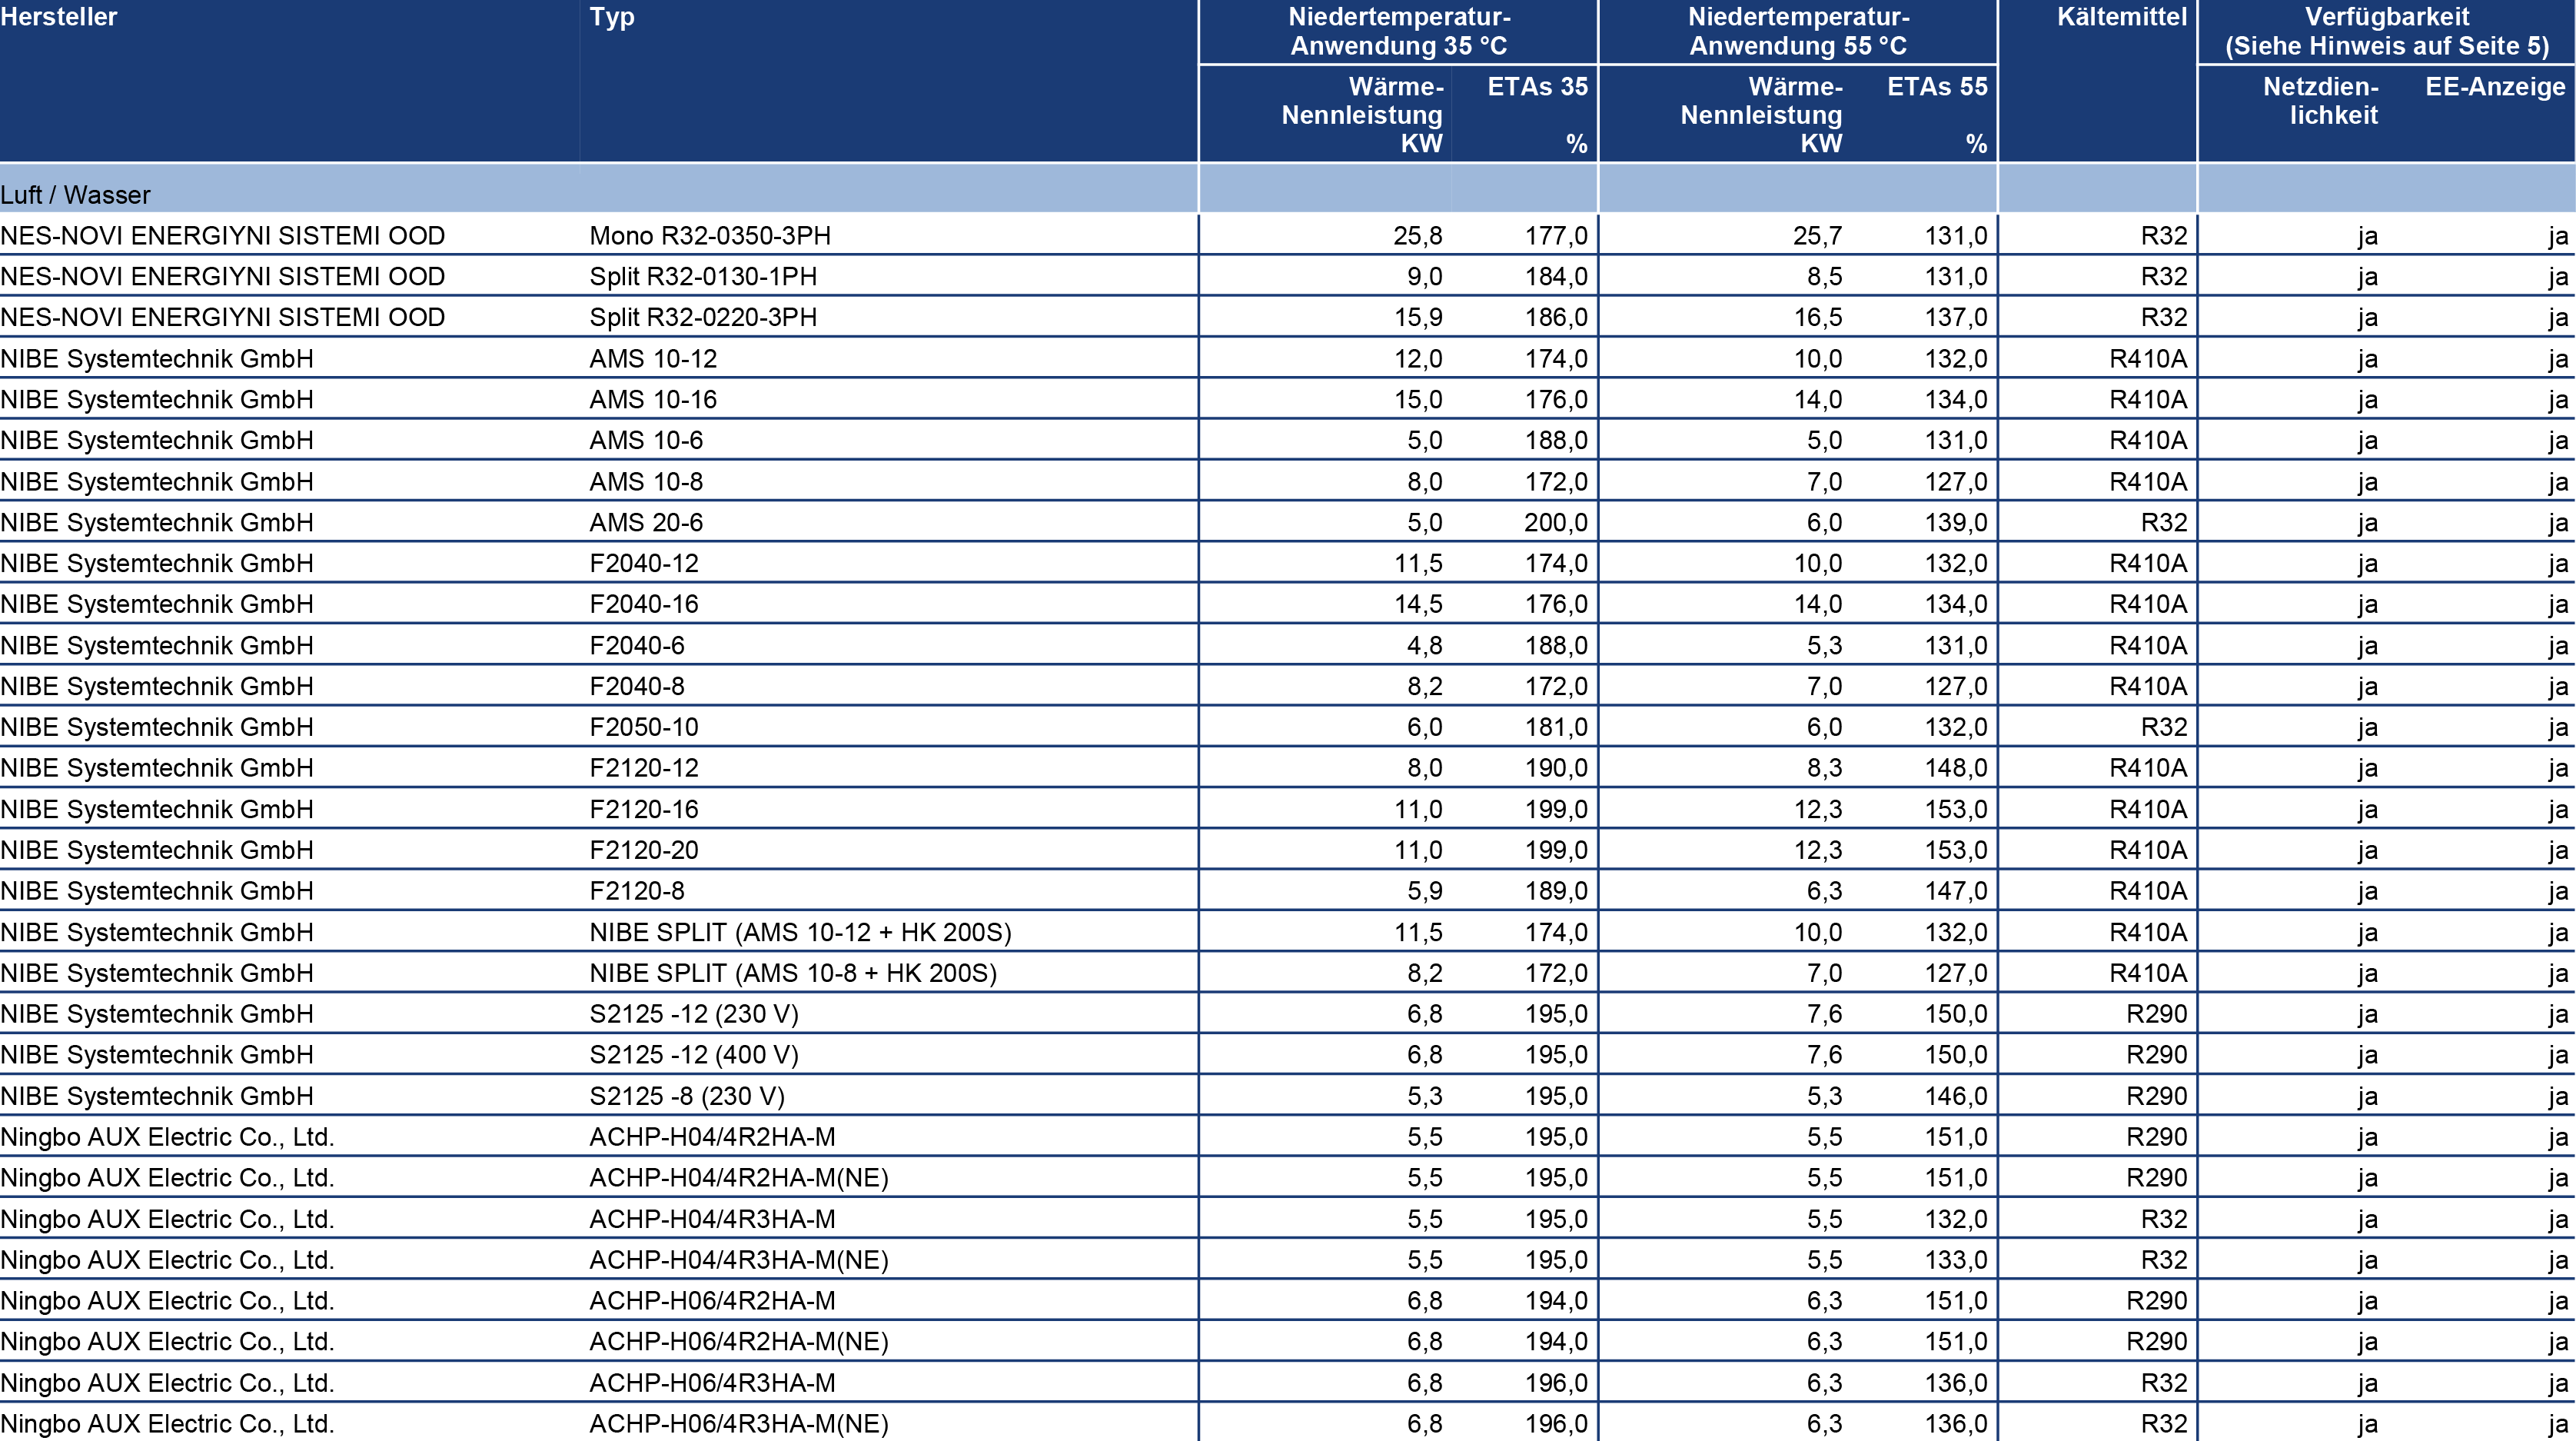 Hersteller Typ Niedertemperatur- Niedertemperatur- Kältemittel Verfügbarkeit
Anwendung 35 °C Anwendung 55 °C (Siehe Hinweis auf Seite 5)
Wärme- ETAs 35 Wärme- ETAs 55 Netzdien- EE-Anzeige
Nennleistung Nennleistung lichkeit
KW % KW %
Luft / Wasser
NES-NOVI ENERGIYNI SISTEMI OOD Mono R32-0350-3PH 25,8 177,0 25,7 131,0 R32 ja ja
NES-NOVI ENERGIYNI SISTEMI OOD Split R32-0130-1PH 9,0 184,0 8,5 131,0 R32 ja ja
NES-NOVI ENERGIYNI SISTEMI OOD Split R32-0220-3PH 15,9 186,0 16,5 137,0 R32 ja ja
NIBE Systemtechnik GmbH AMS 10-12 12,0 174,0 10,0 132,0 R410A ja ja
NIBE Systemtechnik GmbH AMS 10-16 15,0 176,0 14,0 134,0 R410A ja ja
NIBE Systemtechnik GmbH AMS 10-6 5,0 188,0 5,0 131,0 R410A ja ja
NIBE Systemtechnik GmbH AMS 10-8 8,0 172,0 7,0 127,0 R410A ja ja
NIBE Systemtechnik GmbH AMS 20-6 5,0 200,0 6,0 139,0 R32 ja ja
NIBE Systemtechnik GmbH F2040-12 11,5 174,0 10,0 132,0 R410A ja ja
NIBE Systemtechnik GmbH F2040-16 14,5 176,0 14,0 134,0 R410A ja ja
NIBE Systemtechnik GmbH F2040-6 4,8 188,0 5,3 131,0 R410A ja ja
NIBE Systemtechnik GmbH F2040-8 8,2 172,0 7,0 127,0 R410A ja ja
NIBE Systemtechnik GmbH F2050-10 6,0 181,0 6,0 132,0 R32 ja ja
NIBE Systemtechnik GmbH F2120-12 8,0 190,0 8,3 148,0 R410A ja ja
NIBE Systemtechnik GmbH F2120-16 11,0 199,0 12,3 153,0 R410A ja ja
NIBE Systemtechnik GmbH F2120-20 11,0 199,0 12,3 153,0 R410A ja ja
NIBE Systemtechnik GmbH F2120-8 5,9 189,0 6,3 147,0 R410A ja ja
NIBE Systemtechnik GmbH NIBE SPLIT (AMS 10-12 + HK 200S) 11,5 174,0 10,0 132,0 R410A ja ja
NIBE Systemtechnik GmbH NIBE SPLIT (AMS 10-8 + HK 200S) 8,2 172,0 7,0 127,0 R410A ja ja
NIBE Systemtechnik GmbH S2125 -12 (230 V) 6,8 195,0 7,6 150,0 R290 ja ja
NIBE Systemtechnik GmbH S2125 -12 (400 V) 6,8 195,0 7,6 150,0 R290 ja ja
NIBE Systemtechnik GmbH S2125 -8 (230 V) 5,3 195,0 5,3 146,0 R290 ja ja
Ningbo AUX Electric Co., Ltd. ACHP-H04/4R2HA-M 5,5 195,0 5,5 151,0 R290 ja ja
Ningbo AUX Electric Co., Ltd. ACHP-H04/4R2HA-M(NE) 5,5 195,0 5,5 151,0 R290 ja ja
Ningbo AUX Electric Co., Ltd. ACHP-H04/4R3HA-M 5,5 195,0 5,5 132,0 R32 ja ja
Ningbo AUX Electric Co., Ltd. ACHP-H04/4R3HA-M(NE) 5,5 195,0 5,5 133,0 R32 ja ja
Ningbo AUX Electric Co., Ltd. ACHP-H06/4R2HA-M 6,8 194,0 6,3 151,0 R290 ja ja
Ningbo AUX Electric Co., Ltd. ACHP-H06/4R2HA-M(NE) 6,8 194,0 6,3 151,0 R290 ja ja
Ningbo AUX Electric Co., Ltd. ACHP-H06/4R3HA-M 6,8 196,0 6,3 136,0 R32 ja ja
Ningbo AUX Electric Co., Ltd. ACHP-H06/4R3HA-M(NE) 6,8 196,0 6,3 136,0 R32 ja ja